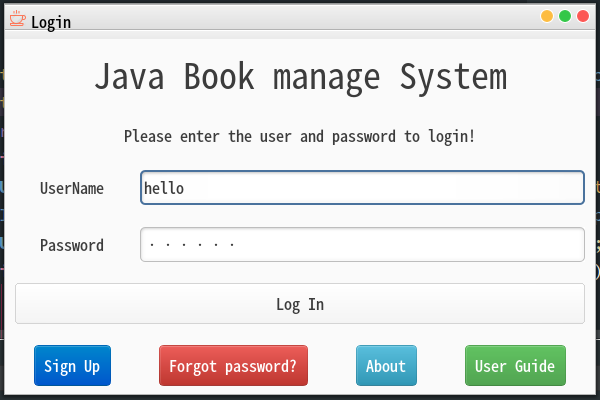 Login
Java Book manage System
Please enter the user and password to login!
UserName hello
Password ······
Log In
Sign Up Forgot password? About User Guide